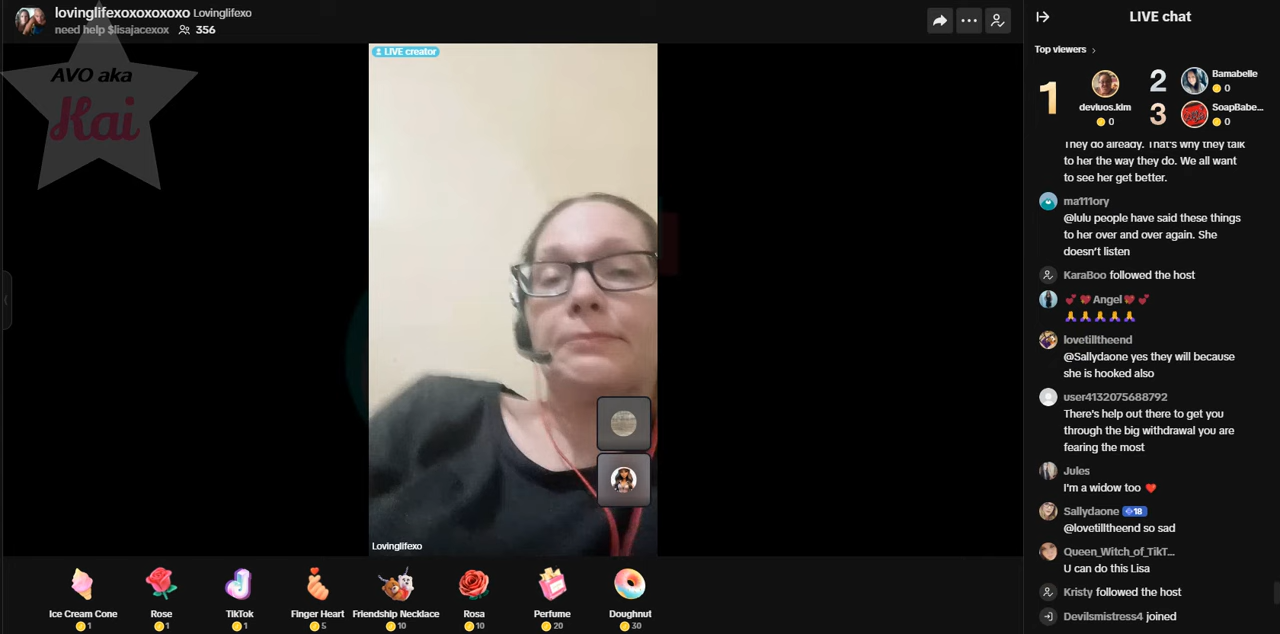 lovinglifexoxoxoxoxo Lovinglifexo
need help $lisajacexox 356
AVO aka
Kai
LIVE creator
Lovinglifexo
Ice Cream Cone
1
Rose
1
TikTok
1
Finger Heart
5
Friendship Necklace
10
Rosa
10
Perfume
20
Doughnut
30
LIVE chat
Top viewers
1
deviuos.kim
0
2
Bamabelle
0
3
SoapBabe...
0
They do already. That's why they talk
to her the way they do. We all want
to see her get better.
ma111ory
@lulu people have said these things
to her over and over again. She
doesn't listen
KaraBoo followed the host
Angel
lovetilltheend
@Sallydaone yes they will because
she is hooked also
user4132075688792
There's help out there to get you
through the big withdrawal you are
fearing the most
Jules
I'm a widow too
Sallydaone 18
@lovetilltheend so sad
Queen_Witch_of_TikT...
U can do this Lisa
Kristy followed the host
Devilsmistress4 joined